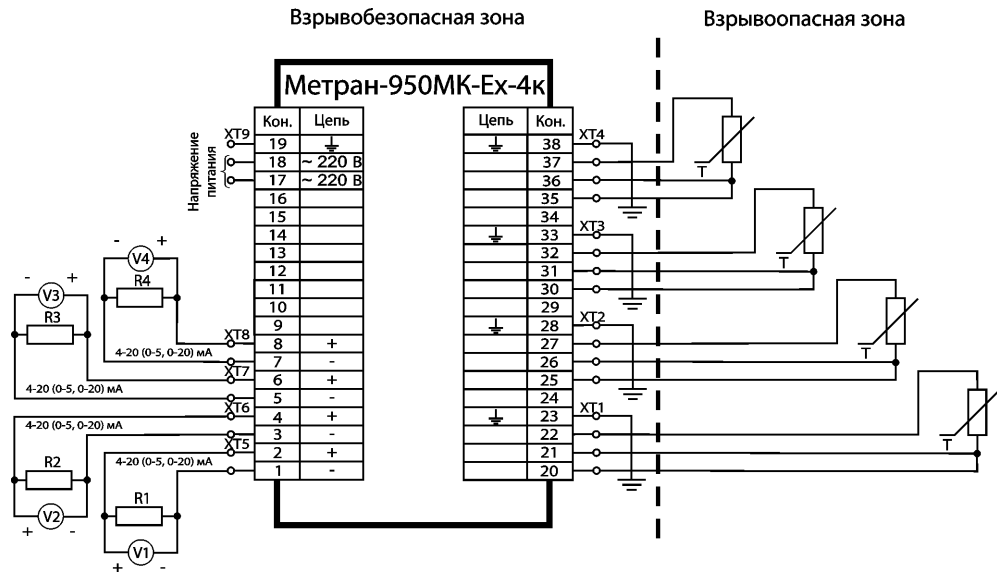 Взрывобезопасная зона
Взрывоопасная зона
Метран-950МК-Ех-4к
Кон. Цепь
XT9 19
18 ~ 220 В
17 ~ 220 В
Напряжение питания
16
15
14
13
12
11
10
9
XT8 8 +
4-20 (0-5, 0-20) мА 7 -
XT7 6 +
4-20 (0-5, 0-20) мА 5 -
XT6 4 +
4-20 (0-5, 0-20) мА 3 -
XT5 2 +
4-20 (0-5, 0-20) мА 1 -
- V4 +
R4
- V3 +
R3
R2
+ V2 -
R1
+ V1 -
Цепь Кон.
38 XT4
37
36
35
34
33 XT3
32
31
30
29
28 XT2
27
26
25
24
23 XT1
22
21
20
T
T
T
T